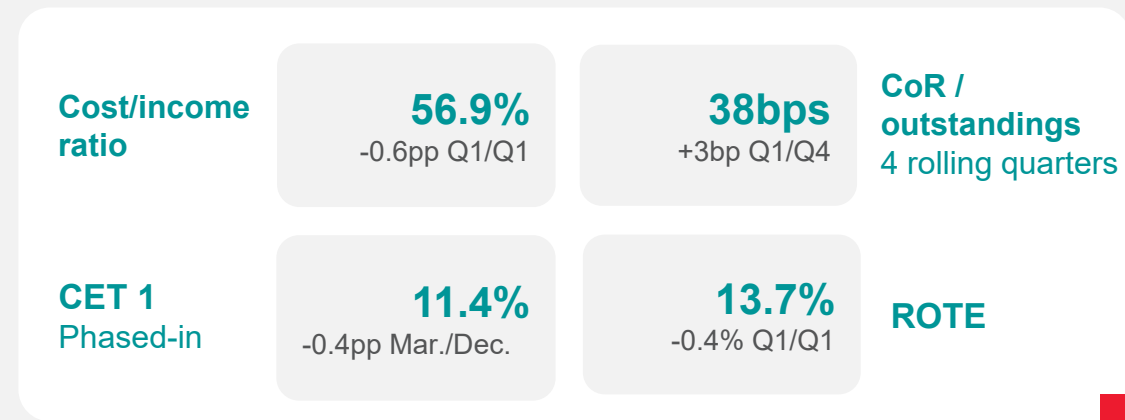 Cost/income
ratio
56.9%
-0.6pp Q1/Q1
38bps
+3bp Q1/Q4
CoR /
outstandings
4 rolling quarters
CET 1
Phased-in
11.4%
-0.4pp Mar./Dec.
13.7%
-0.4% Q1/Q1
ROTE